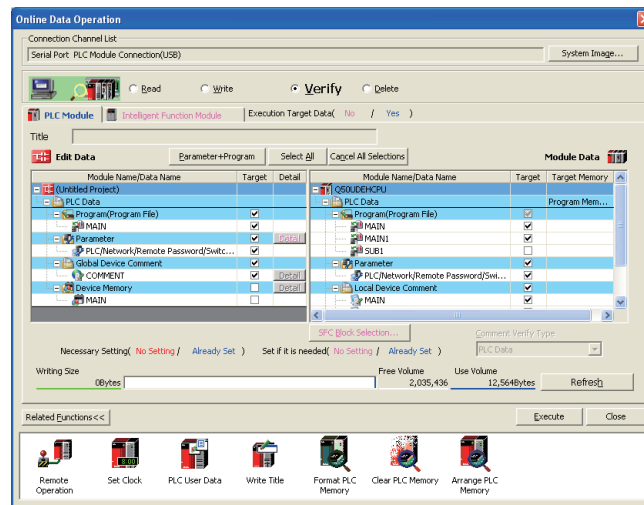 Online Data Operation
Connection Channel List
Serial Port PLC Module Connection(USB)
System Image...
Read Write Verify Delete
PLC Module Intelligent Function Module Execution Target Data( No / Yes )
Title
Edit Data Parameter+Program Select All Cancel All Selections Module Data
Module Name/Data Name Target Detail Module Name/Data Name Target Target Memory
(Untitled Project) Q50UDEHCPU
PLC Data PLC Data Program Mem...
Program(Program File) Program(Program File)
MAIN MAIN
Parameter Detail MAIN1
PLC/Network/Remote Password/Switc... SUB1
Global Device Comment Parameter
COMMENT Detail PLC/Network/Remote Password/Swi...
Device Memory Detail Local Device Comment
MAIN MAIN
SFC Block Selection... Comment Verify Type
Necessary Setting( No Setting / Already Set ) Set if it is needed( No Setting / Already Set ) PLC Data
Writing Size Free Volume Use Volume
0Bytes 2,035,436 12,564Bytes Refresh
Related Functions<< Execute Close
Remote Operation Set Clock PLC User Data Write Title Format PLC Memory Clear PLC Memory Arrange PLC Memory